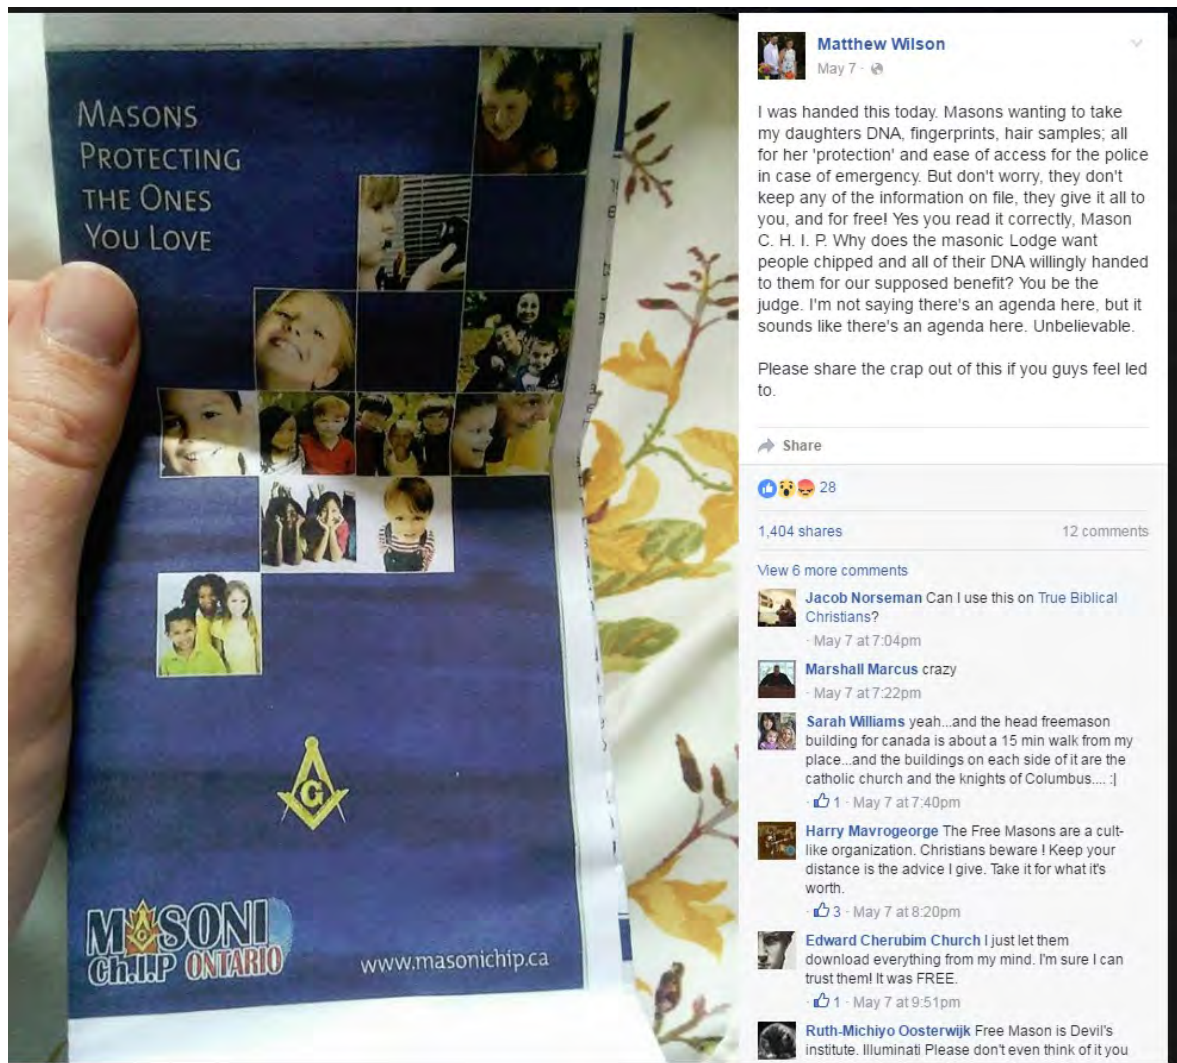 MASONS
PROTECTING
THE ONES
YOU LOVE
G
MASONI
Ch.I.P ONTARIO
www.masonichip.ca
Matthew Wilson
May 7 ·
I was handed this today. Masons wanting to take
my daughters DNA, fingerprints, hair samples; all
for her 'protection' and ease of access for the police
in case of emergency. But don't worry, they don't
keep any of the information on file, they give it all to
you, and for free! Yes you read it correctly, Mason
C. H. I. P. Why does the masonic Lodge want
people chipped and all of their DNA willingly handed
to them for our supposed benefit? You be the
judge. I'm not saying there's an agenda here, but it
sounds like there's an agenda here. Unbelievable.
Please share the crap out of this if you guys feel led
to.
Share
28
1,404 shares 12 comments
View 6 more comments
Jacob Norseman Can I use this on True Biblical
Christians?
· May 7 at 7:04pm
Marshall Marcus crazy
· May 7 at 7:22pm
Sarah Williams yeah...and the head freemason
building for canada is about a 15 min walk from my
place...and the buildings on each side of it are the
catholic church and the knights of Columbus.... :|
· 1 · May 7 at 7:40pm
Harry Mavrogeorge The Free Masons are a cult-
like organization. Christians beware ! Keep your
distance is the advice I give. Take it for what it's
worth.
· 3 · May 7 at 8:20pm
Edward Cherubim Church I just let them
download everything from my mind. I'm sure I can
trust them! It was FREE.
· 1 · May 7 at 9:51pm
Ruth-Michiyo Oosterwijk Free Mason is Devil's
institute. Illuminati Please don't even think of it you